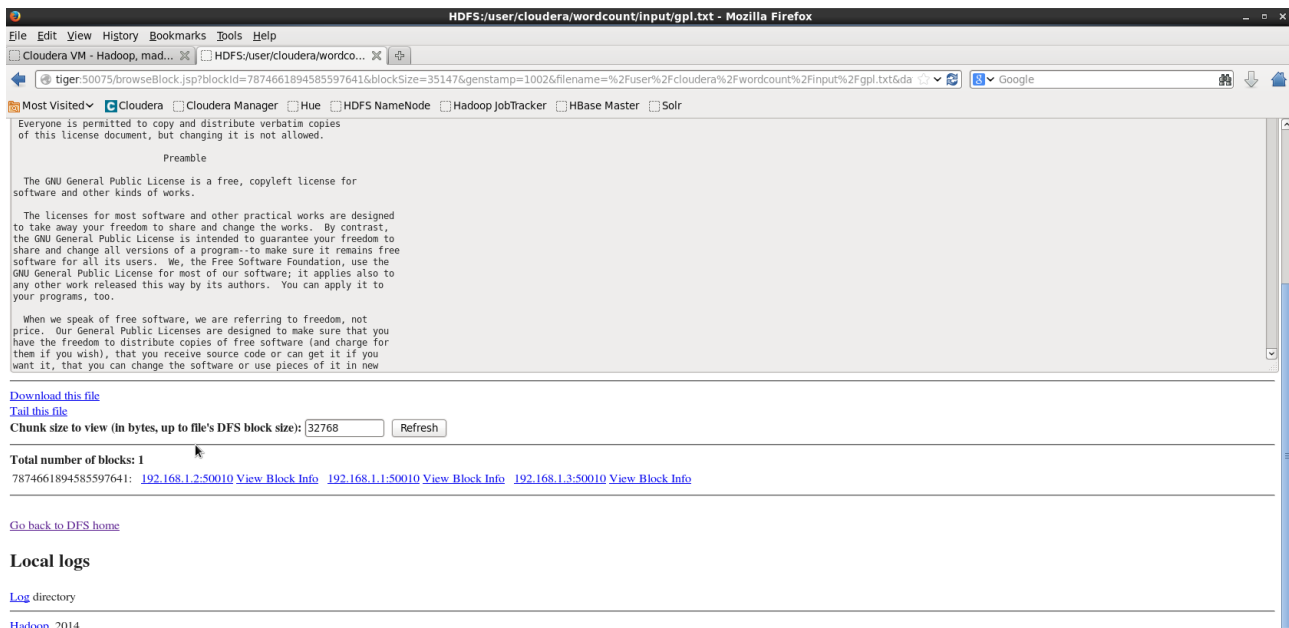 HDFS:/user/cloudera/wordcount/input/gpl.txt - Mozilla Firefox
File Edit View History Bookmarks Tools Help
Cloudera VM - Hadoop, mad... HDFS:/user/cloudera/wordco...
tiger:50075/browseBlock.jsp?blockId=7874661894585597641&blockSize=35147&genstamp=1002&filename=%2Fuser%2Fcloudera%2Fwordcount%2Finput%2Fgpl.txt&da Google
Most Visited Cloudera Cloudera Manager Hue HDFS NameNode Hadoop JobTracker HBase Master Solr
Everyone is permitted to copy and distribute verbatim copies
of this license document, but changing it is not allowed.
Preamble
The GNU General Public License is a free, copyleft license for
software and other kinds of works.
The licenses for most software and other practical works are designed
to take away your freedom to share and change the works. By contrast,
the GNU General Public License is intended to guarantee your freedom to
share and change all versions of a program--to make sure it remains free
software for all its users. We, the Free Software Foundation, use the
GNU General Public License for most of our software; it applies also to
any other work released this way by its authors. You can apply it to
your programs, too.
When we speak of free software, we are referring to freedom, not
price. Our General Public Licenses are designed to make sure that you
have the freedom to distribute copies of free software (and charge for
them if you wish), that you receive source code or can get it if you
want it, that you can change the software or use pieces of it in new
Download this file
Tail this file
Chunk size to view (in bytes, up to file's DFS block size): 32768 Refresh
Total number of blocks: 1
7874661894585597641: 192.168.1.2:50010 View Block Info 192.168.1.1:50010 View Block Info 192.168.1.3:50010 View Block Info
Go back to DFS home
Local logs
Log directory
Hadoop, 2014.